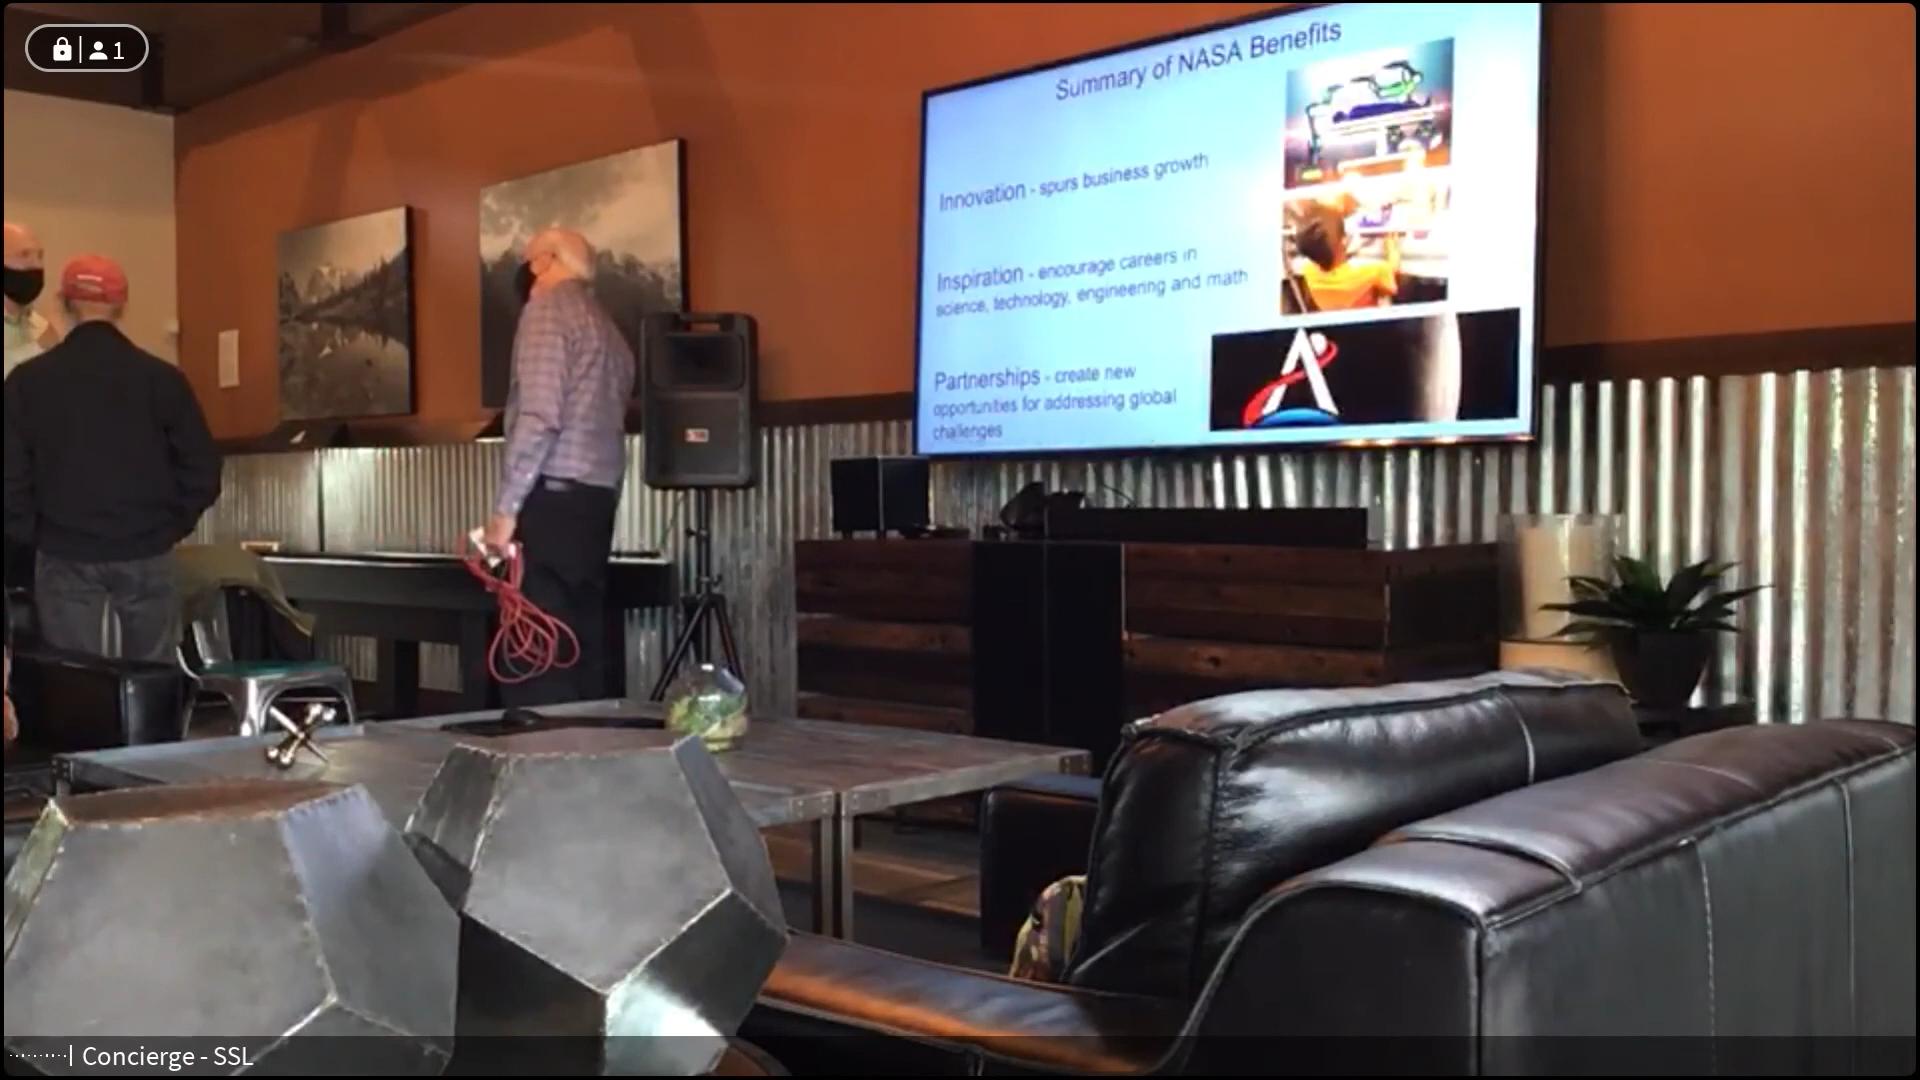 1
Summary of NASA Benefits
Innovation - spurs business growth
Inspiration - encourage careers in
science, technology, engineering and math
Partnerships - create new
opportunities for addressing global
challenges
Concierge - SSL